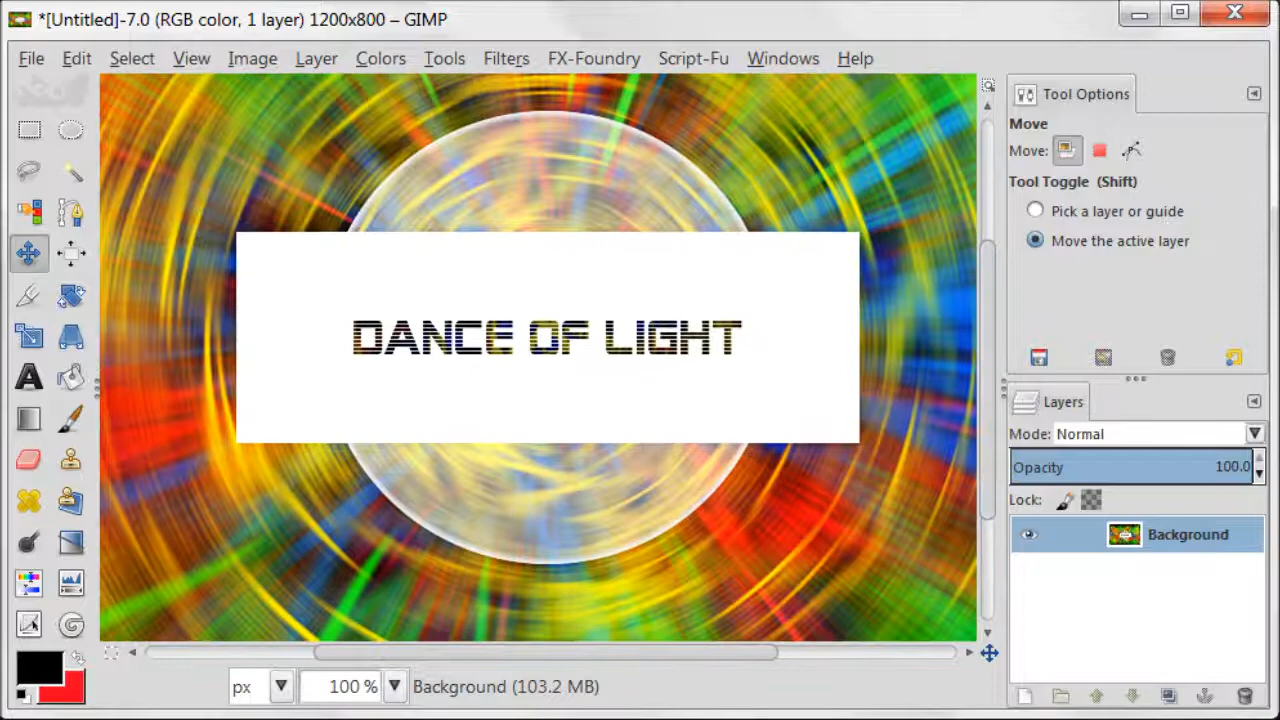 *[Untitled]-7.0 (RGB color, 1 layer) 1200x800 – GIMP
File Edit Select View Image Layer Colors Tools Filters FX-Foundry Script-Fu Windows Help
Tool Options
Move
Move:
Tool Toggle (Shift)
Pick a layer or guide
Move the active layer
DANCE OF LIGHT
Layers
Mode: Normal
Opacity 100.0
Lock:
Background
px 100 % Background (103.2 MB)